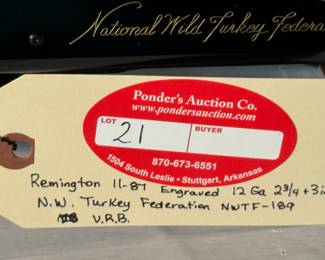 National Wild Turkey Federa
Ponder's Auction Co.
www.pondersauction.com
LOT
21
BUYER
870-673-6551
1504 South Leslie • Stuttgart, Arkansas
Remington 11-87 Engraved 12 Ga 2 3/4 + 3 i
N.W. Turkey Federation NWTF-189
V.R.B.